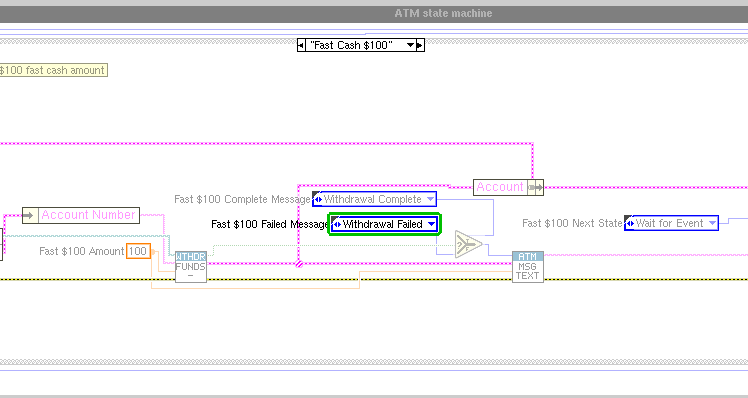 ATM state machine
"Fast Cash $100"
$100 fast cash amount
Account
Fast $100 Complete Message
Withdrawal Complete
Account Number
Fast $100 Failed Message
Withdrawal Failed
Fast $100 Next State
Wait for Event
Fast $100 Amount
100
WTHDR
FUNDS
ATM
MSG
TEXT